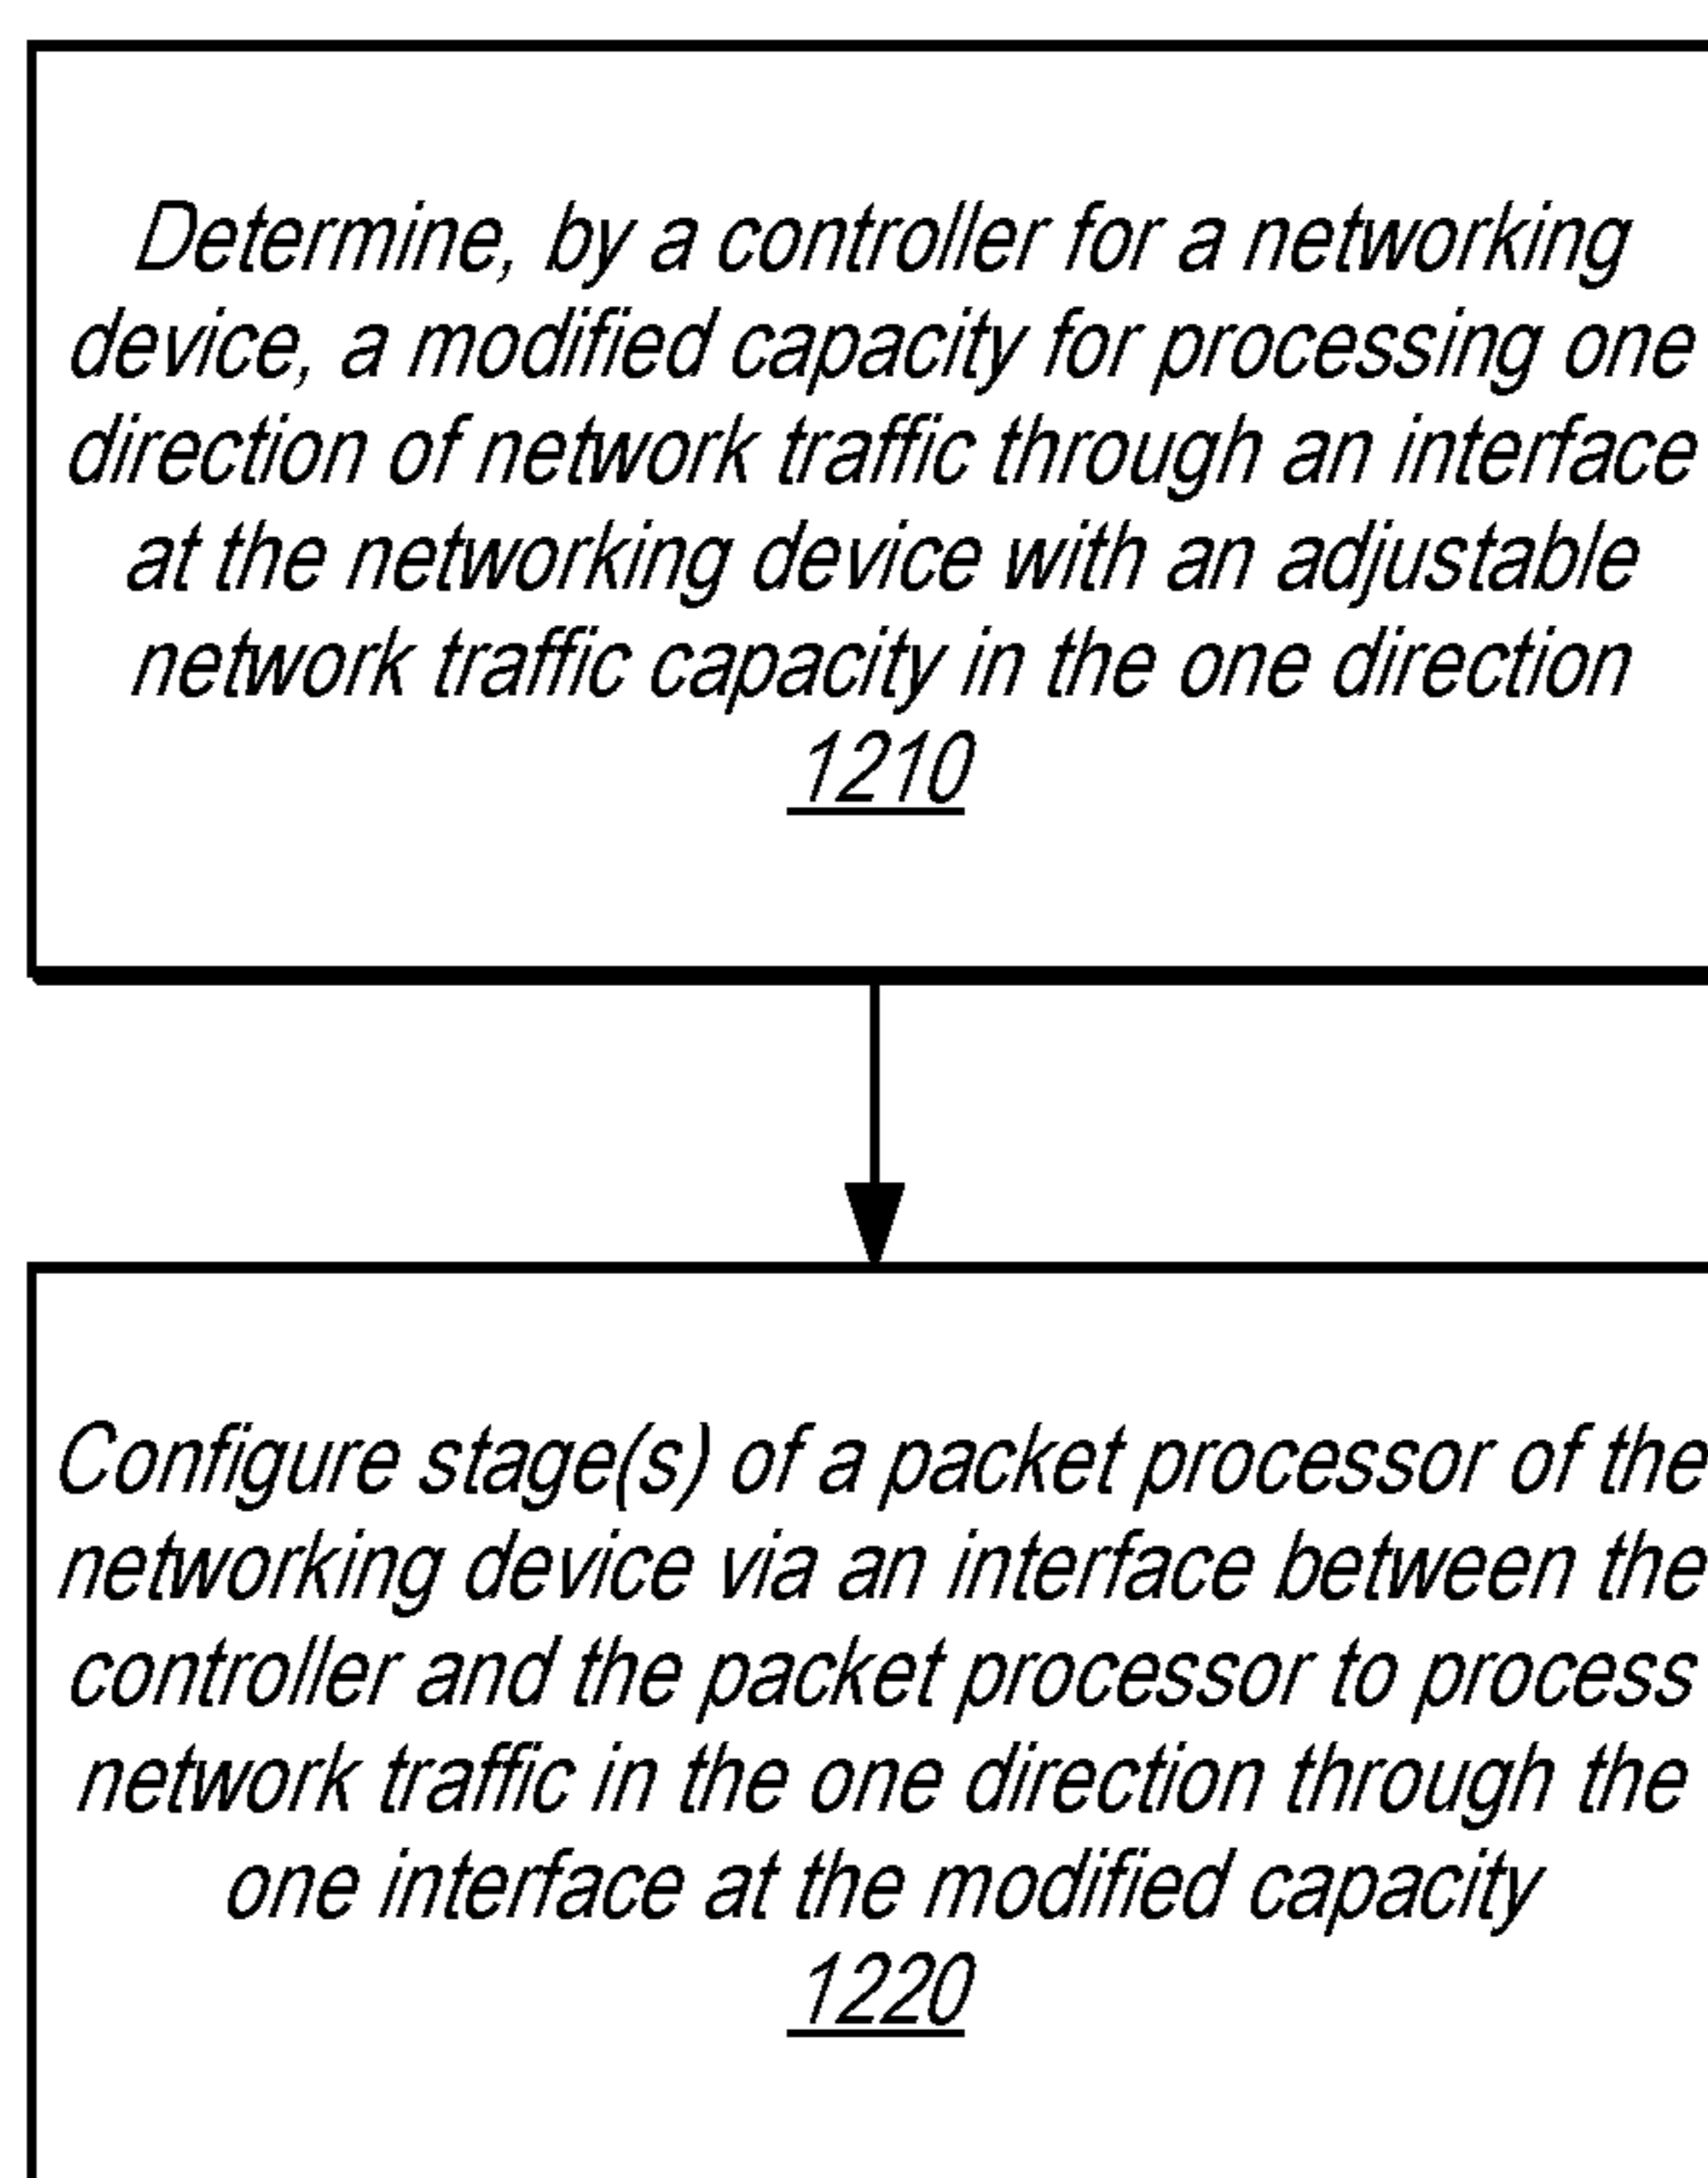 Determine, by a controller for a networking
device, a modified capacity for processing one
direction of network traffic through an interface
at the networking device with an adjustable
network traffic capacity in the one direction
1210
Configure stage(s) of a packet processor of the
networking device via an interface between the
controller and the packet processor to process
network traffic in the one direction through the
one interface at the modified capacity
1220